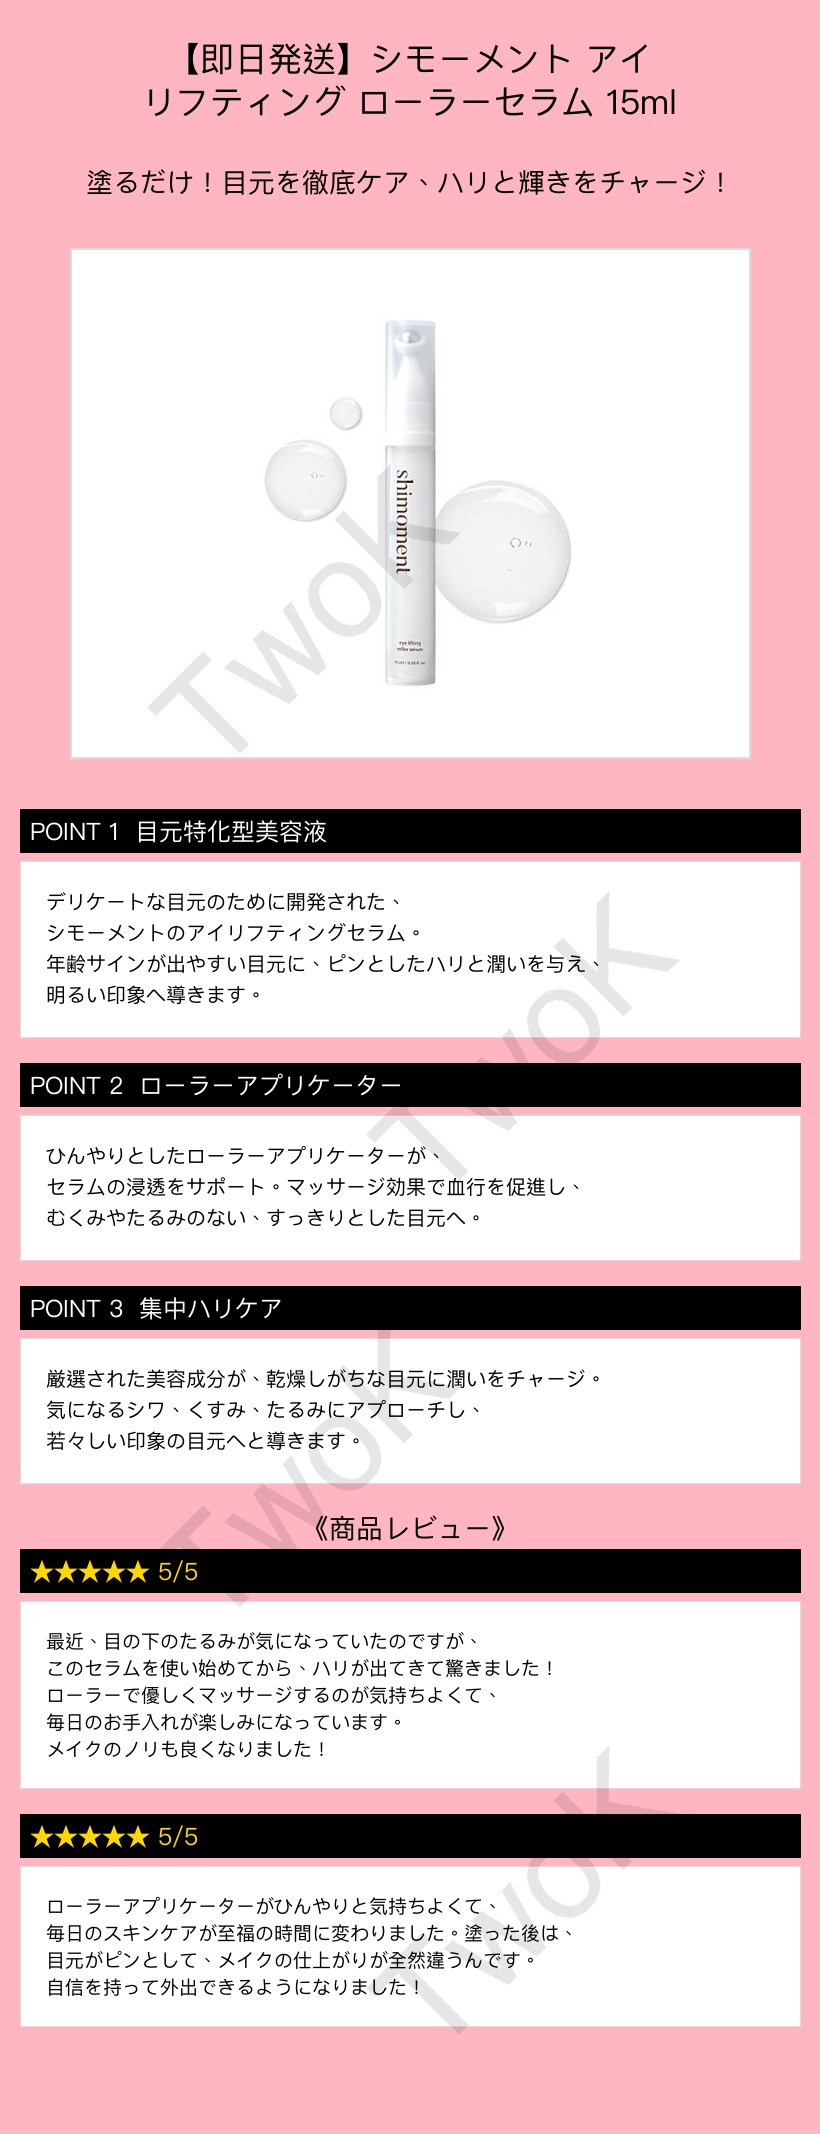 【即日発送】シモーメント アイ
リフティング ローラーセラム 15ml
塗るだけ！目元を徹底ケア、ハリと輝きをチャージ！
shimoment
eye lifting
roller serum
TwoK
POINT 1 目元特化型美容液
デリケートな目元のために開発された、
シモーメントのアイリフティングセラム。
年齢サインが出やすい目元に、ピンとしたハリと潤いを与え、
明るい印象へ導きます。
TwoK
POINT 2 ローラーアプリケーター
ひんやりとしたローラーアプリケーターが、
セラムの浸透をサポート。マッサージ効果で血行を促進し、
むくみやたるみのない、すっきりとした目元へ。
POINT 3 集中ハリケア
厳選された美容成分が、乾燥しがちな目元に潤いをチャージ。
気になるシワ、くすみ、たるみにアプローチし、
若々しい印象の目元へと導きます。
TwoK
《商品レビュー》
★★★★★ 5/5
最近、目の下のたるみが気になっていたのですが、
このセラムを使い始めてから、ハリが出てきて驚きました！
ローラーで優しくマッサージするのが気持ちよくて、
毎日のお手入れが楽しみになっています。
メイクのノリも良くなりました！
★★★★★ 5/5
ローラーアプリケーターがひんやりと気持ちよくて、
毎日のスキンケアが至福の時間に変わりました。塗った後は、
目元がピンとして、メイクの仕上がりが全然違うんです。
自信を持って外出できるようになりました！
TwoK